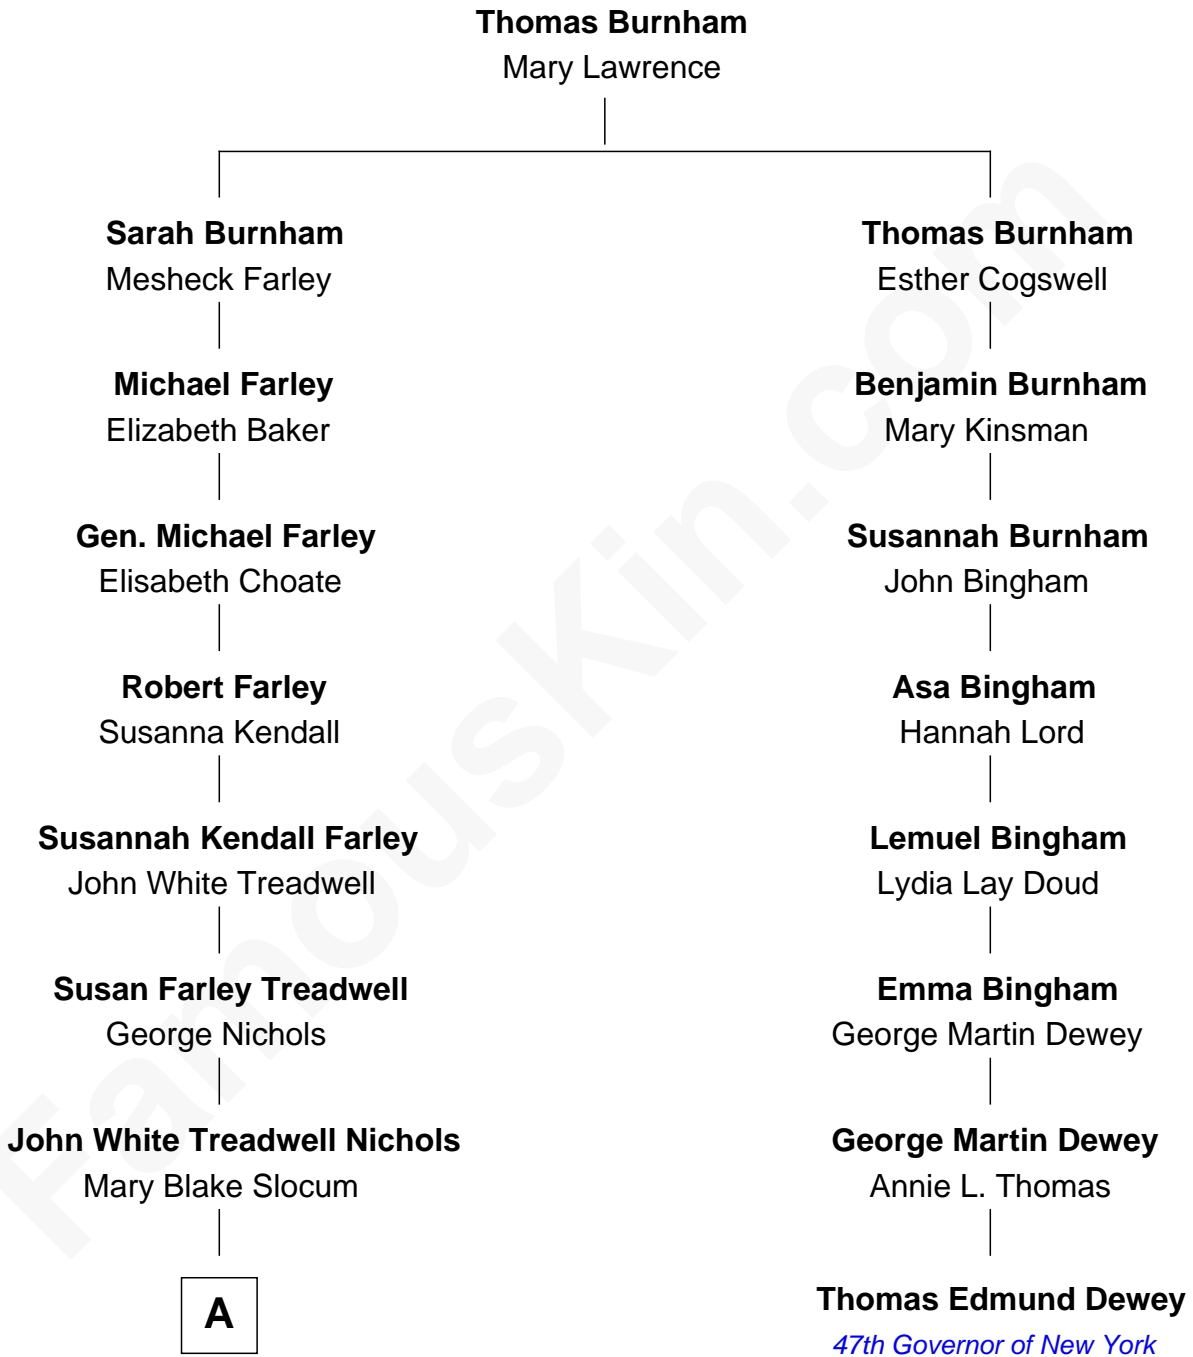 Thomas Burnham
Mary Lawrence
Sarah Burnham
Mesheck Farley
Michael Farley
Elizabeth Baker
Gen. Michael Farley
Elisabeth Choate
Robert Farley
Susanna Kendall
Susannah Kendall Farley
John White Treadwell
Susan Farley Treadwell
George Nichols
John White Treadwell Nichols
Mary Blake Slocum
A
Thomas Burnham
Esther Cogswell
Benjamin Burnham
Mary Kinsman
Susannah Burnham
John Bingham
Asa Bingham
Hannah Lord
Lemuel Bingham
Lydia Lay Doud
Emma Bingham
George Martin Dewey
George Martin Dewey
Annie L. Thomas
Thomas Edmund Dewey
47th Governor of New York
FamousKin.com